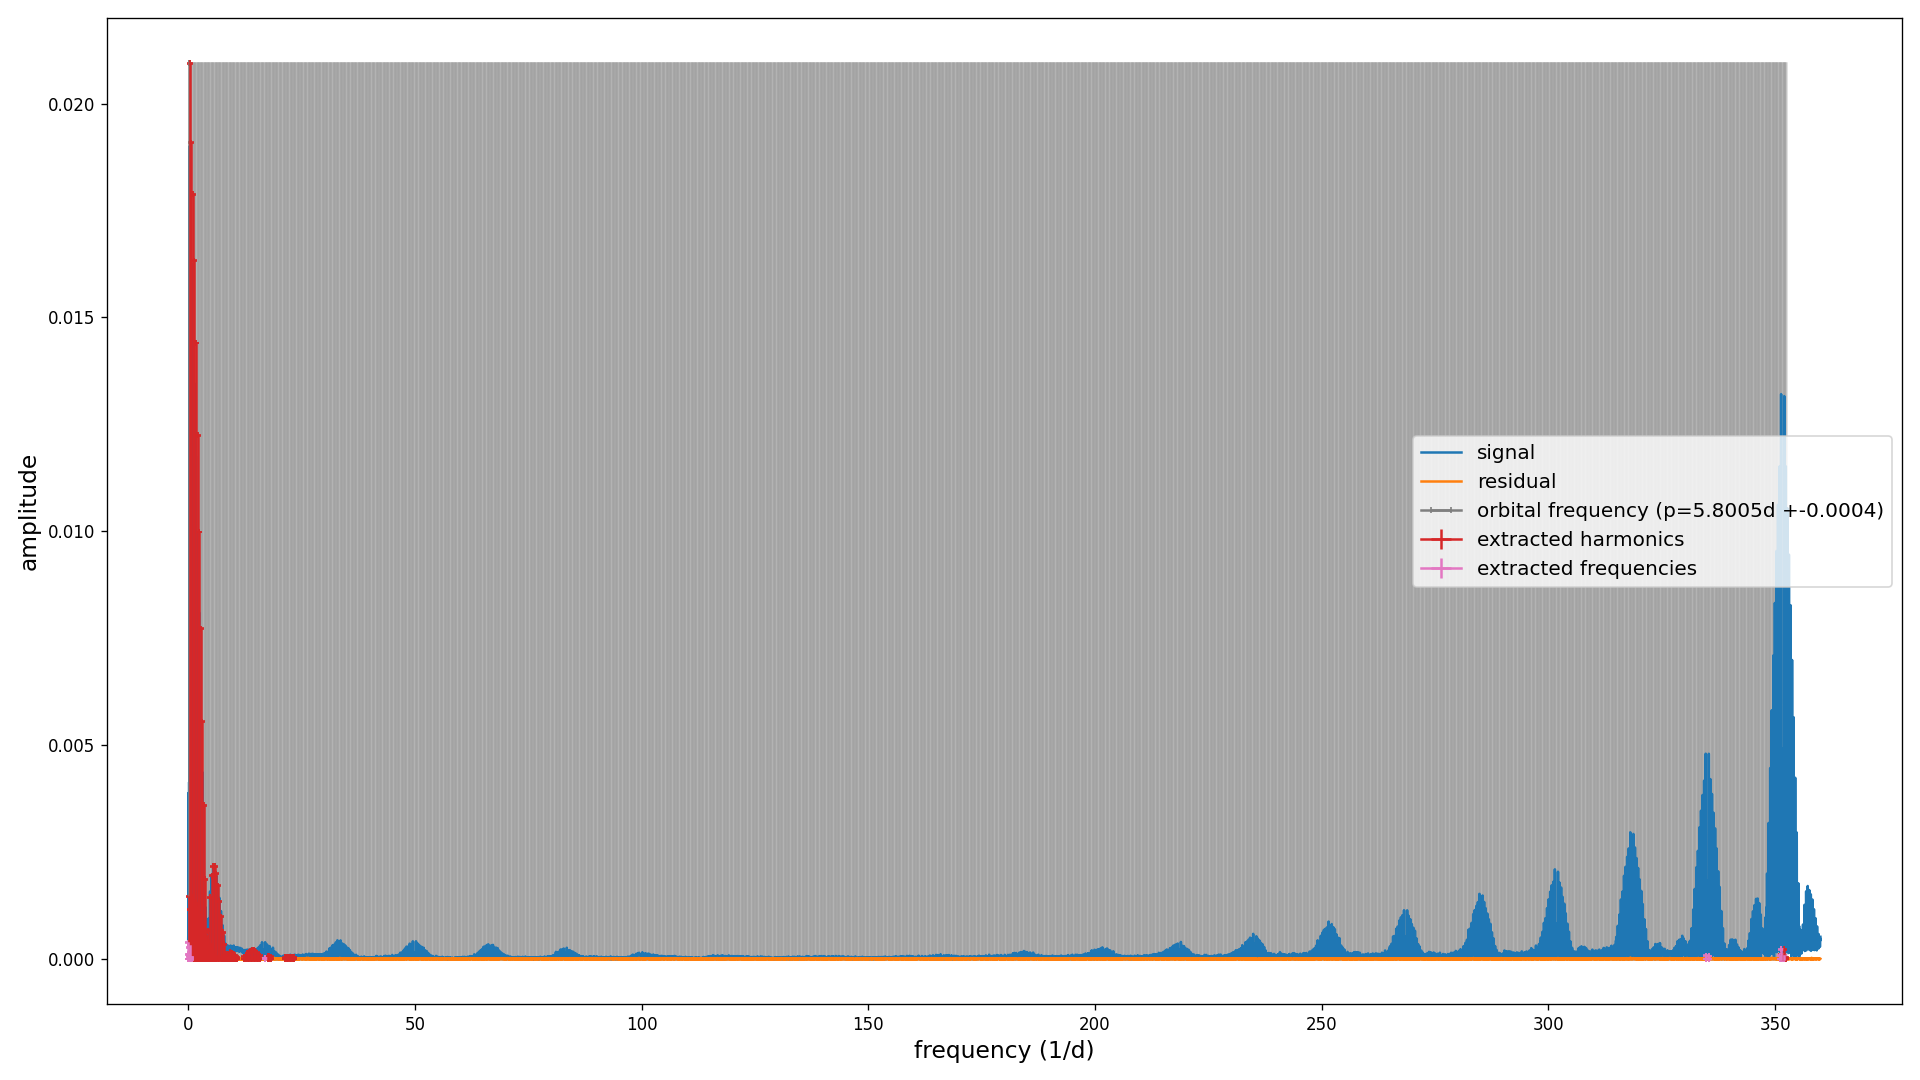 0.020
0.015
0.010
0.005
0.000
amplitude
signal
residual
orbital frequency (p=5.8005d +-0.0004)
extracted harmonics
extracted frequencies
0 50 100 150 200 250 300 350
frequency (1/d)